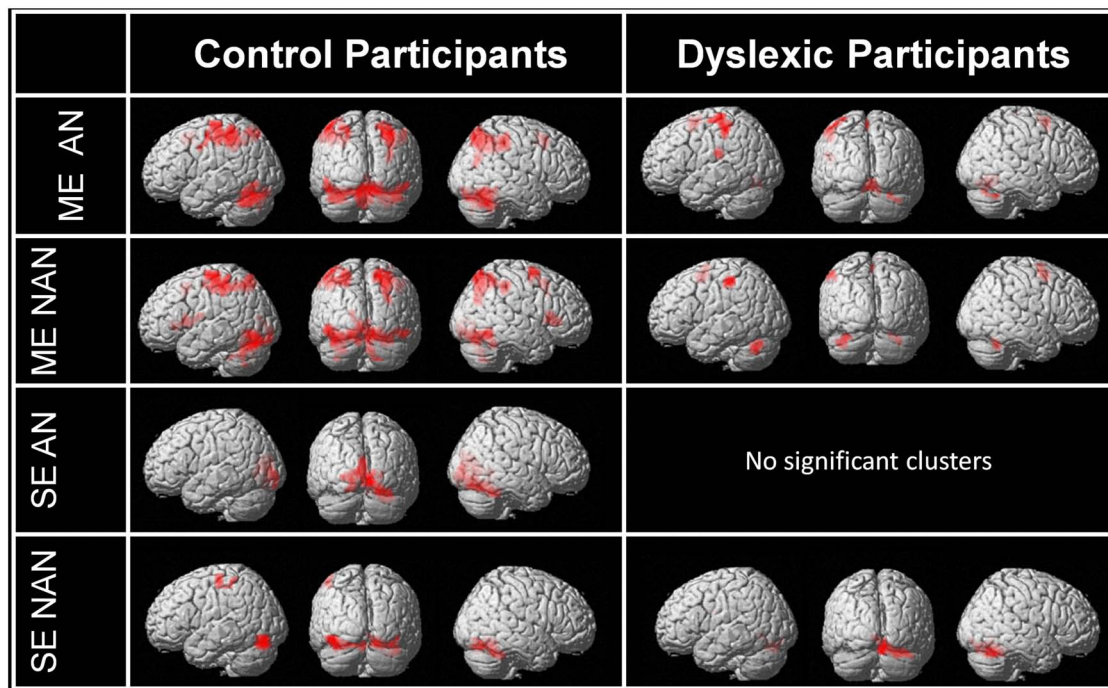 Control Participants
Dyslexic Participants
ME AN
ME NAN
SE AN
No significant clusters
SE NAN